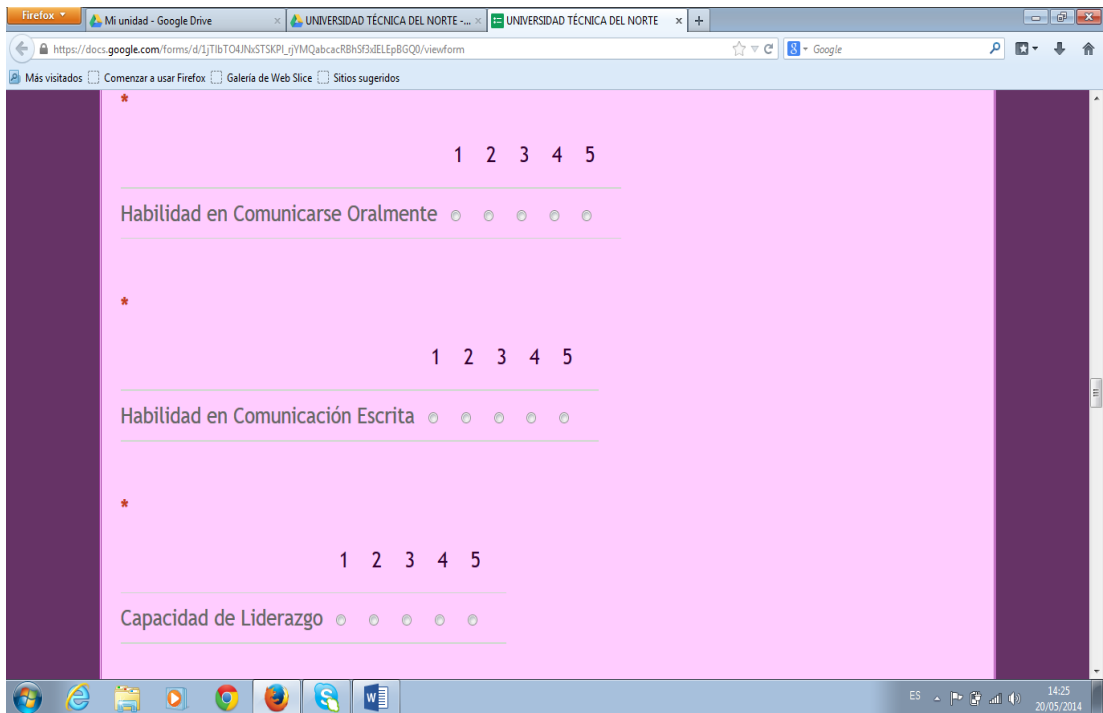 Firefox
Mi unidad - Google Drive
UNIVERSIDAD TÉCNICA DEL NORTE -...
UNIVERSIDAD TÉCNICA DEL NORTE
https://docs.google.com/forms/d/1jTIbTO4JNxSTSKPl_rjYMQabcacRBhSf3xIELEpBGQ0/viewform
Google
Más visitados Comenzar a usar Firefox Galería de Web Slice Sitios sugeridos
*
1 2 3 4 5
Habilidad en Comunicarse Oralmente
*
1 2 3 4 5
Habilidad en Comunicación Escrita
*
1 2 3 4 5
Capacidad de Liderazgo
ES 14:25
20/05/2014